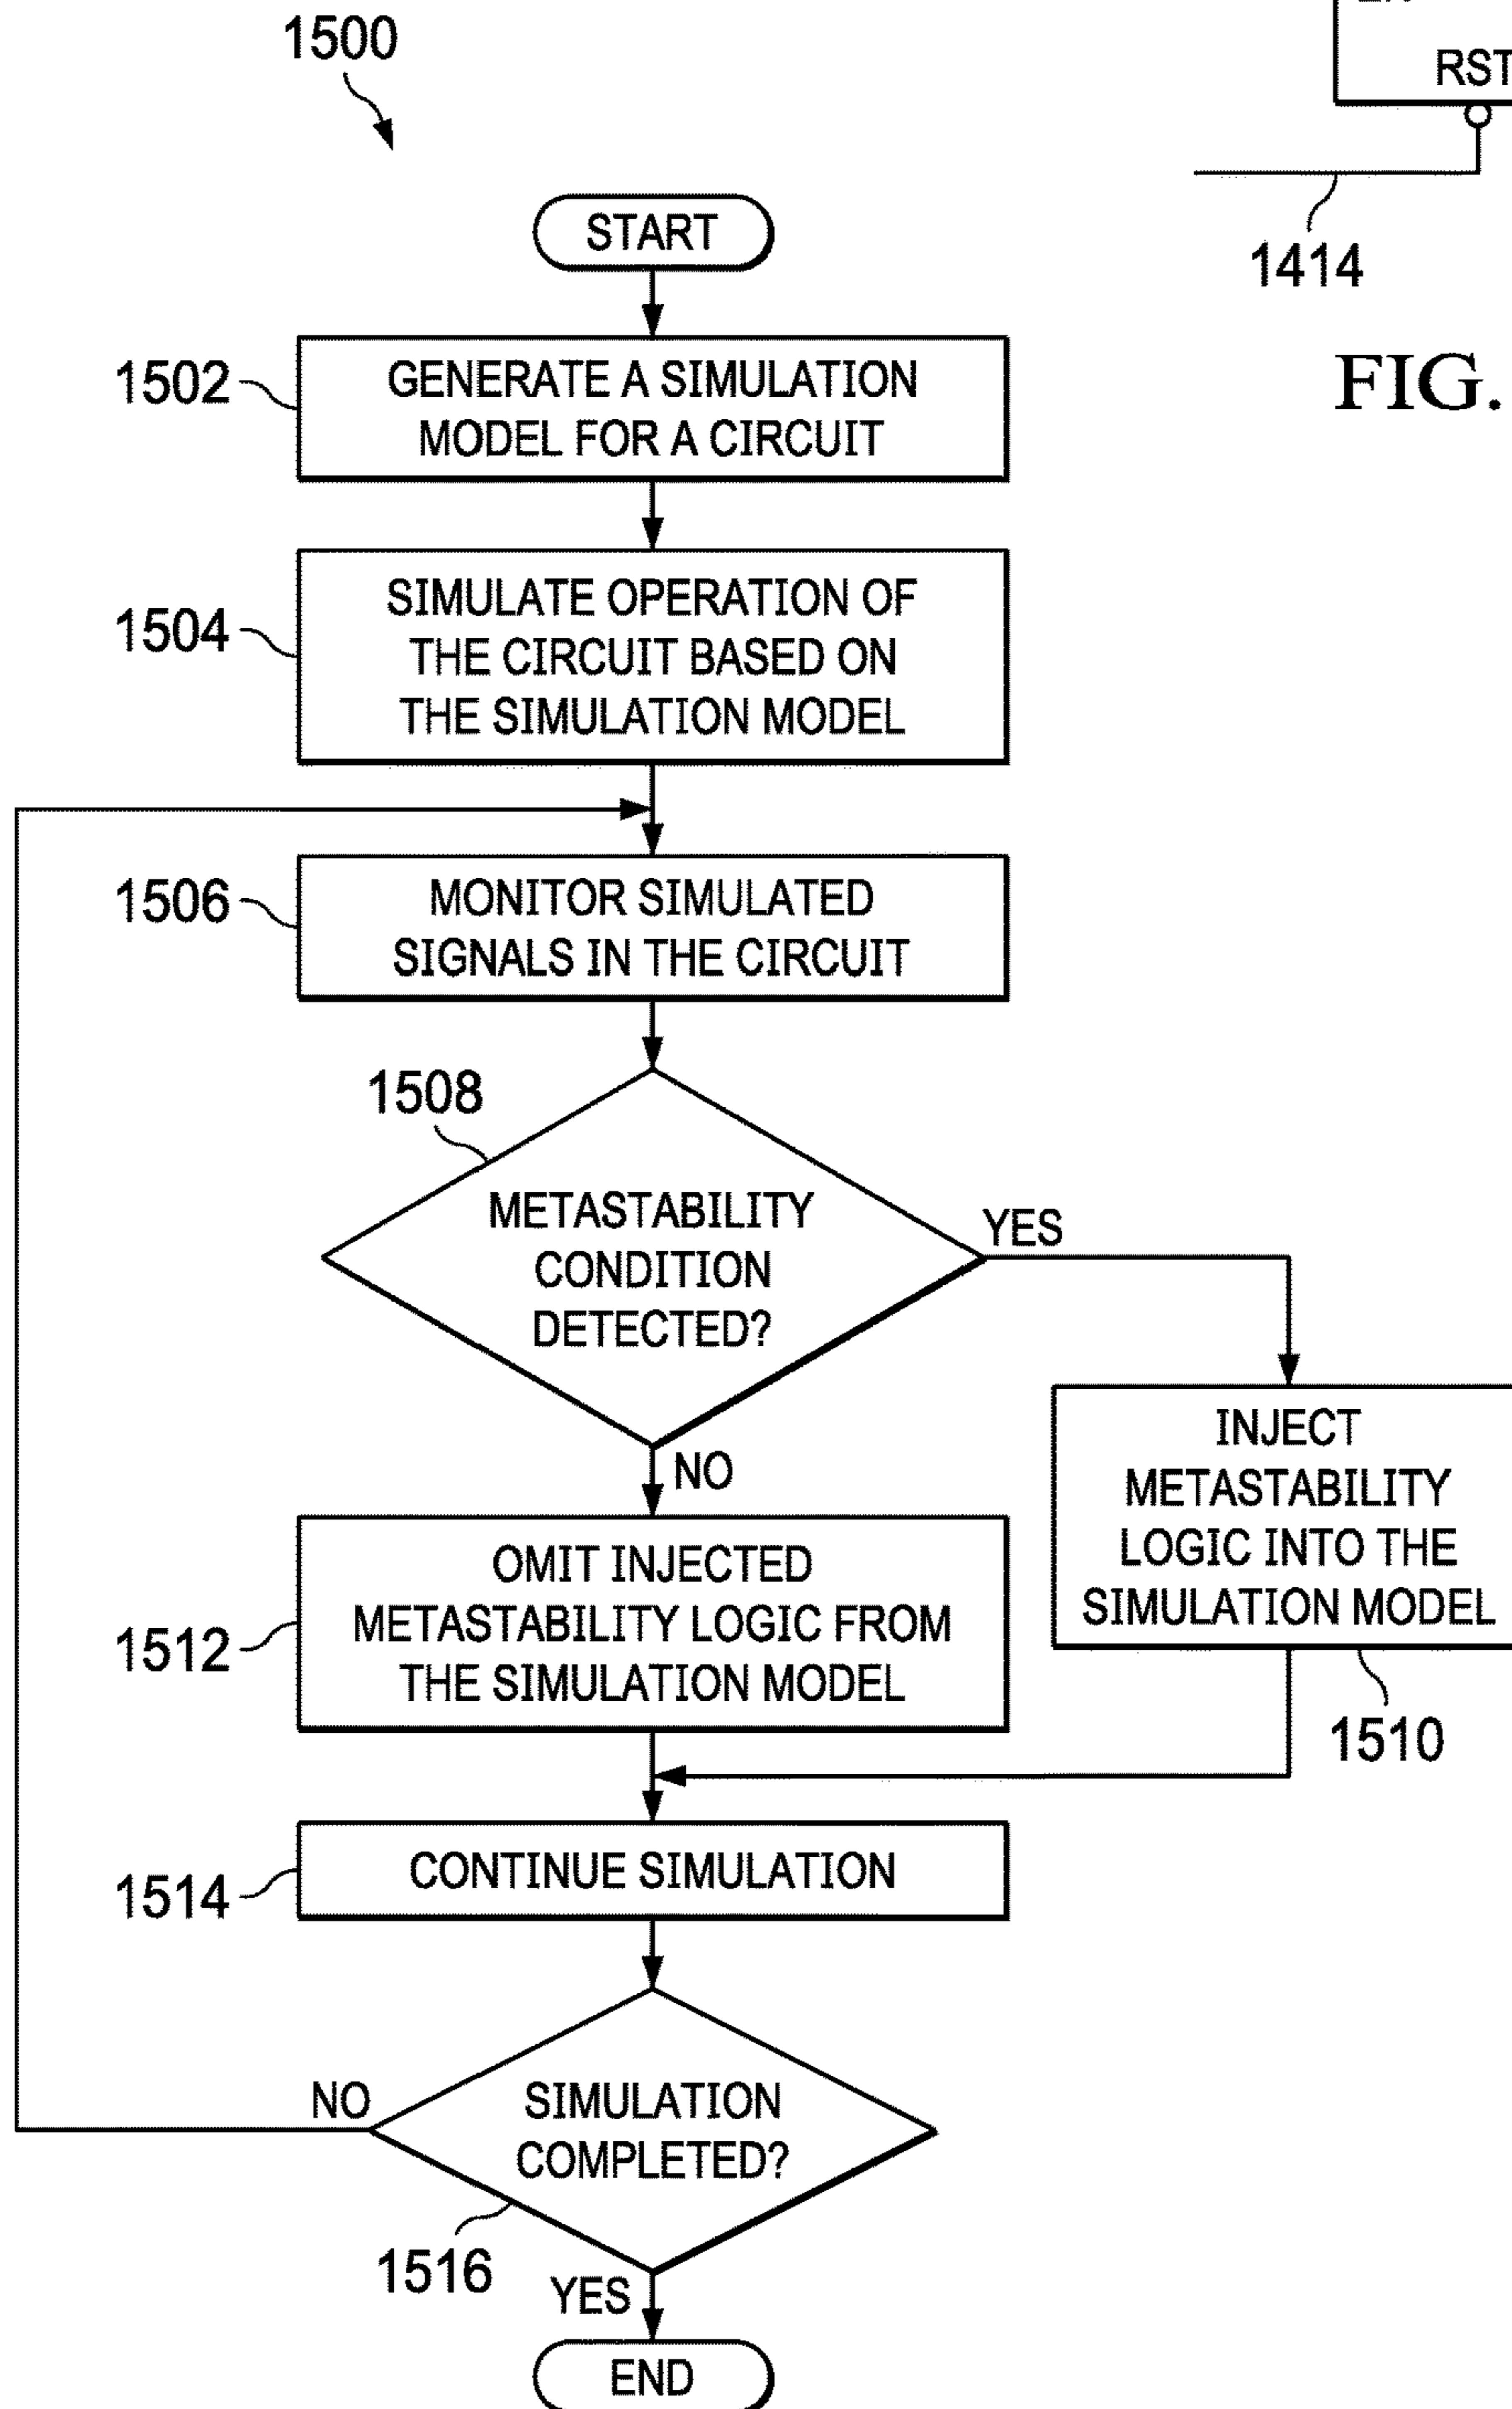 1500
RST
1414
FIG.
START
1502
GENERATE A SIMULATION
MODEL FOR A CIRCUIT
1504
SIMULATE OPERATION OF
THE CIRCUIT BASED ON
THE SIMULATION MODEL
1506
MONITOR SIMULATED
SIGNALS IN THE CIRCUIT
1508
METASTABILITY
CONDITION
DETECTED?
YES
NO
INJECT
METASTABILITY
LOGIC INTO THE
SIMULATION MODEL
1510
1512
OMIT INJECTED
METASTABILITY LOGIC FROM
THE SIMULATION MODEL
1514
CONTINUE SIMULATION
NO
SIMULATION
COMPLETED?
1516
YES
END